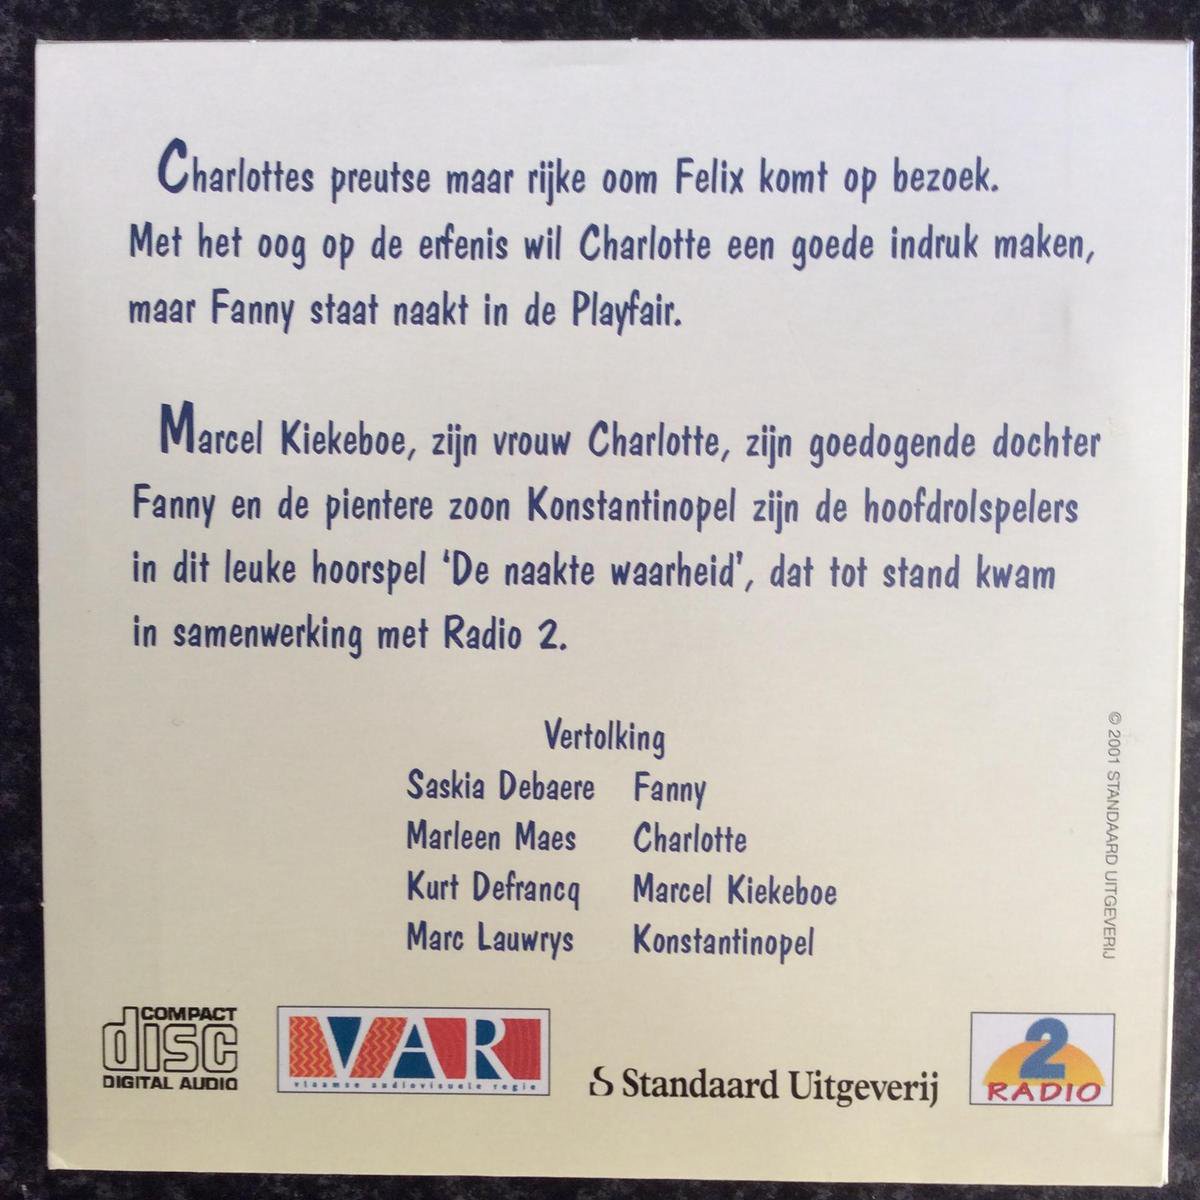 Charlottes preutse maar rijke oom Felix komt op bezoek.
Met het oog op de erfenis wil Charlotte een goede indruk maken,
maar Fanny staat naakt in de Playfair.
Marcel Kiekeboe, zijn vrouw Charlotte, zijn goedogende dochter
Fanny en de pientere zoon Konstantinopel zijn de hoofdrolspelers
in dit leuke hoorspel ‘De naakte waarheid’, dat tot stand kwam
in samenwerking met Radio 2.
Vertolking
Saskia Debaere Fanny
Marleen Maes Charlotte
Kurt Defrancq Marcel Kiekeboe
Marc Lauwrys Konstantinopel
© 2001 STANDAARD UITGEVERIJ
COMPACT
disc
DIGITAL AUDIO
VAR
vlaamse audiovisuele regie
S Standaard Uitgeverij
2
RADIO